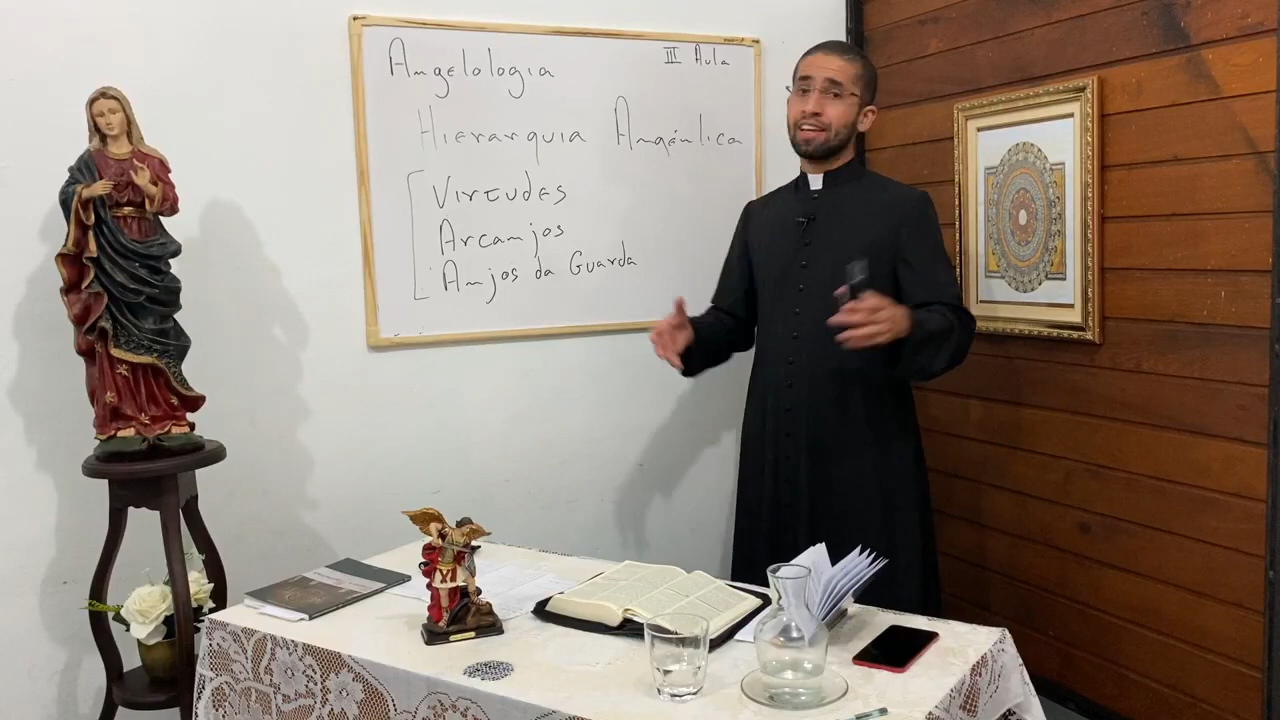 Angelologia
III Aula
Hierarquia Angélica
Virtudes
Arcanjos
Anjos da Guarda